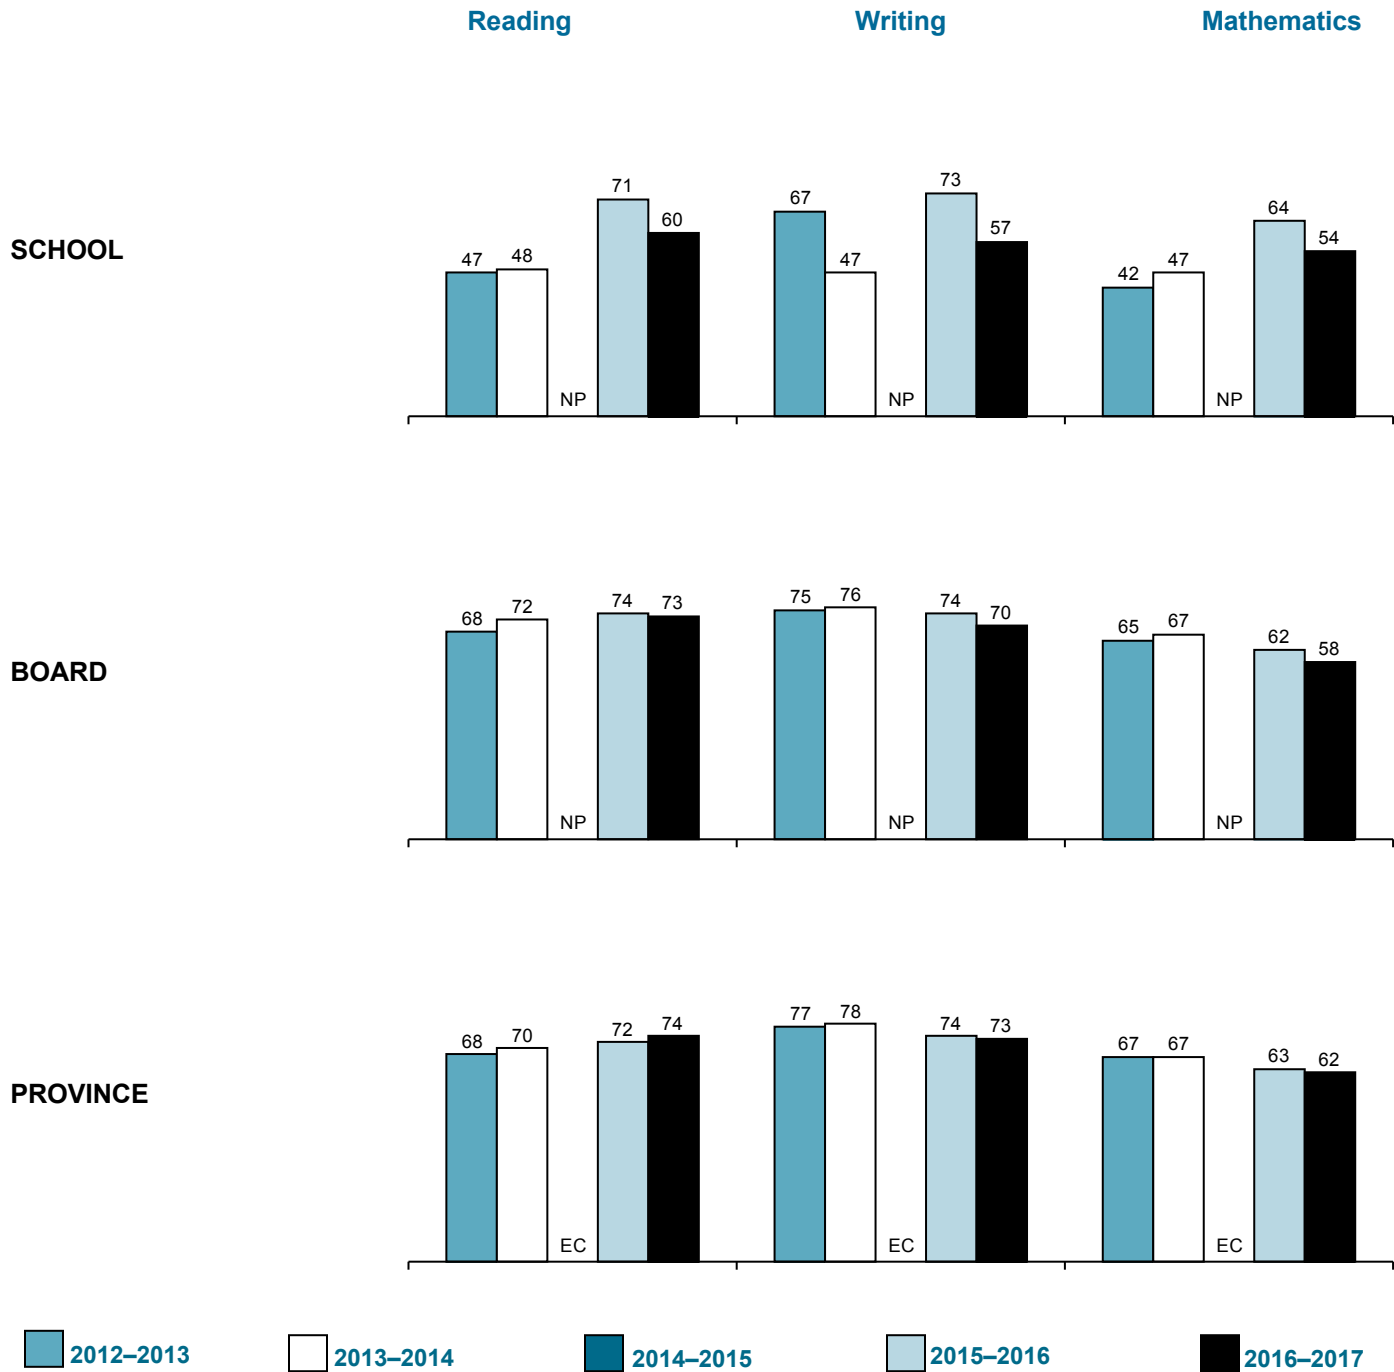 Reading Writing Mathematics
SCHOOL
47 48 NP 71 60 67 47 NP 73 57 42 47 NP 64 54
BOARD
68 72 NP 74 73 75 76 NP 74 70 65 67 NP 62 58
PROVINCE
68 70 EC 72 74 77 78 EC 74 73 67 67 EC 63 62
2012–2013 2013–2014 2014–2015 2015–2016 2016–2017